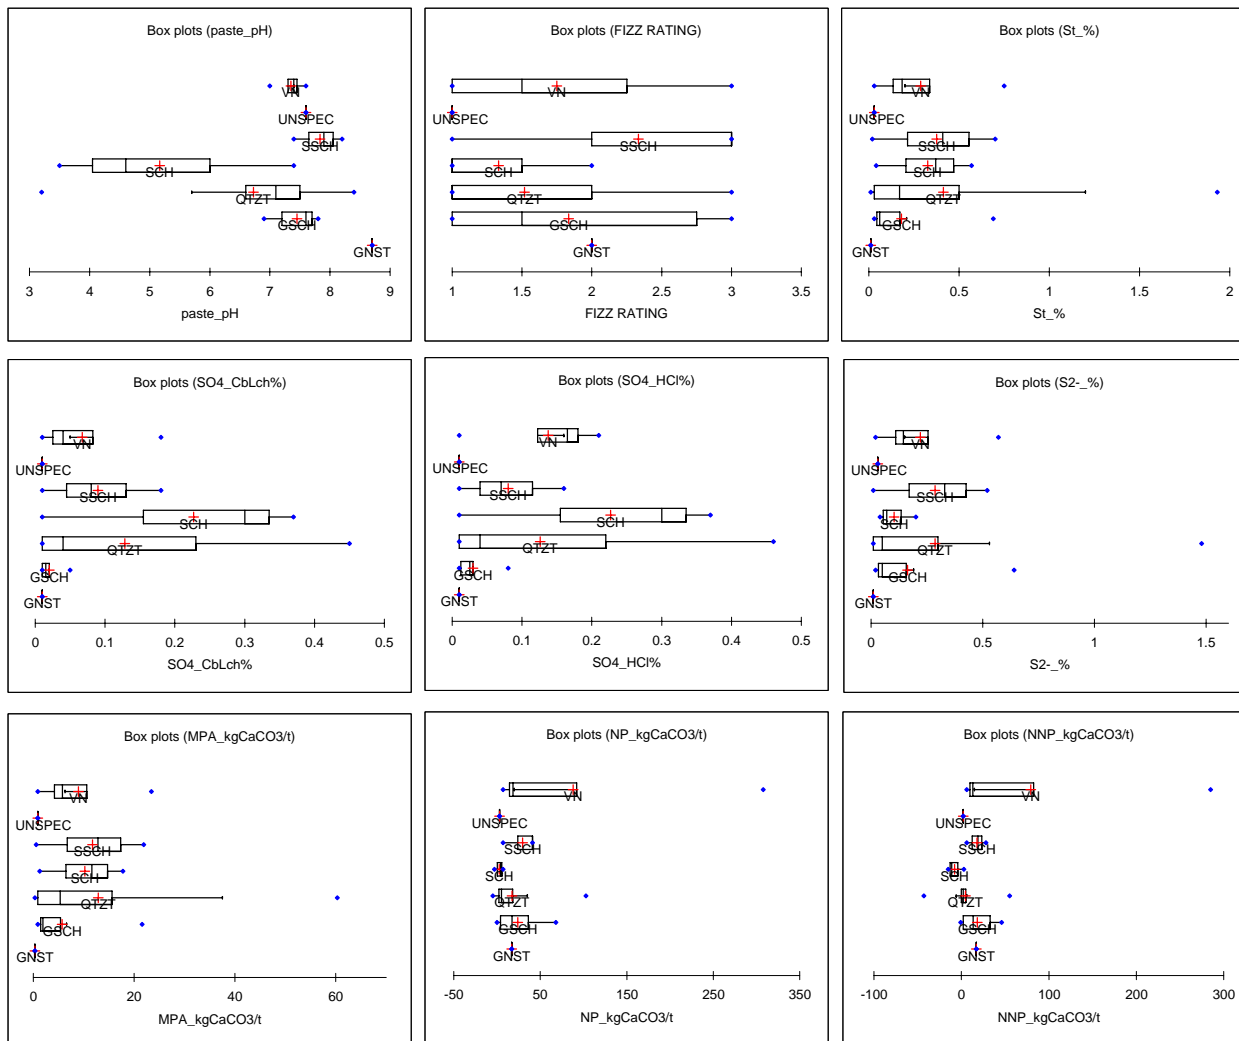 Box plots (paste_pH)
VN
UNSPEC
SSCH
SCH
QTZT
GSCH
GNST
3 4 5 6 7 8 9
paste_pH
Box plots (FIZZ RATING)
VN
UNSPEC
SSCH
SCH
QTZT
GSCH
GNST
1 1.5 2 2.5 3 3.5
FIZZ RATING
Box plots (St_%)
VN
UNSPEC
SSCH
SCH
QTZT
GSCH
GNST
0 0.5 1 1.5 2
St_%
Box plots (SO4_CbLch%)
VN
UNSPEC
SSCH
SCH
QTZT
GSCH
GNST
0 0.1 0.2 0.3 0.4 0.5
SO4_CbLch%
Box plots (SO4_HCl%)
VN
UNSPEC
SSCH
SCH
QTZT
GSCH
GNST
0 0.1 0.2 0.3 0.4 0.5
SO4_HCl%
Box plots (S2-_%)
VN
UNSPEC
SSCH
SCH
QTZT
GSCH
GNST
0 0.5 1 1.5
S2-_%
Box plots (MPA_kgCaCO3/t)
VN
UNSPEC
SSCH
SCH
QTZT
GSCH
GNST
0 20 40 60
MPA_kgCaCO3/t
Box plots (NP_kgCaCO3/t)
VN
UNSPEC
SSCH
SCH
QTZT
GSCH
GNST
-50 50 150 250 350
NP_kgCaCO3/t
Box plots (NNP_kgCaCO3/t)
VN
UNSPEC
SSCH
SCH
QTZT
GSCH
GNST
-100 0 100 200 300
NNP_kgCaCO3/t